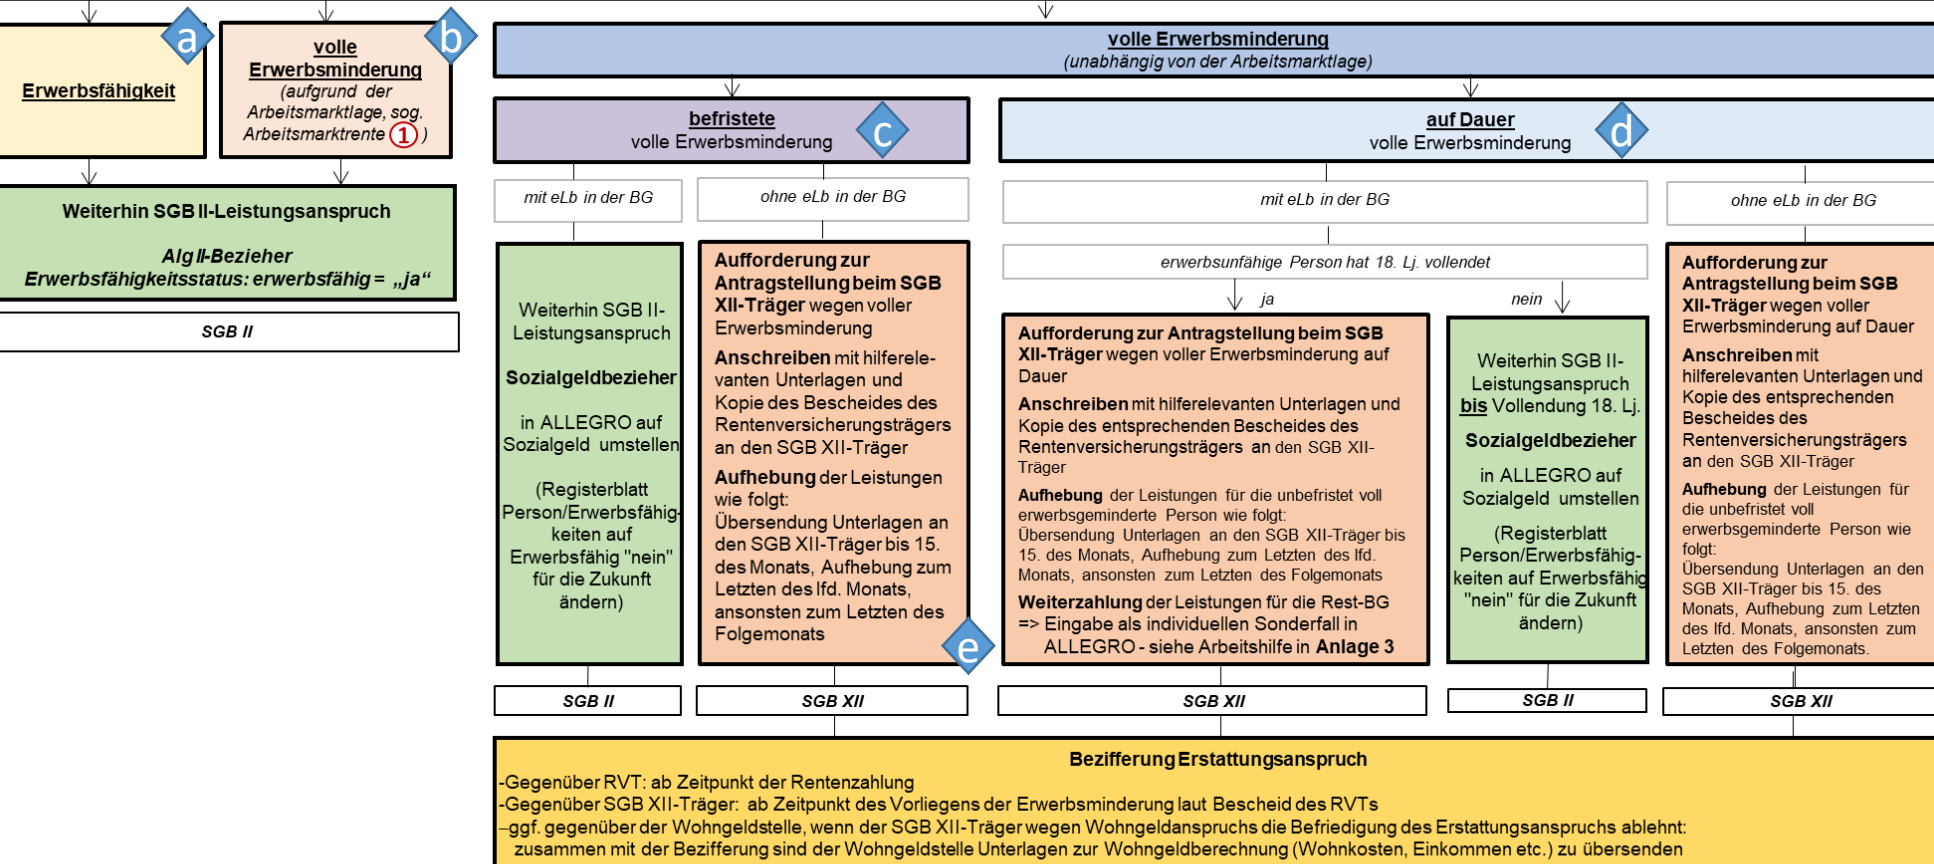 a
Erwerbsfähigkeit
b
volle
Erwerbsminderung
(aufgrund der
Arbeitsmarktlage, sog.
Arbeitsmarktrente 1 )
Weiterhin SGB II-Leistungsanspruch
Alg II-Bezieher
Erwerbsfähigkeitsstatus: erwerbsfähig = „ja“
SGB II
volle Erwerbsminderung
(unabhängig von der Arbeitsmarktlage)
befristete
volle Erwerbsminderung
c
auf Dauer
volle Erwerbsminderung
d
mit eLb in der BG
Weiterhin SGB II-
Leistungsanspruch
Sozialgeldbezieher
in ALLEGRO auf
Sozialgeld umstellen
(Registerblatt
Person/Erwerbsfähig-
keiten auf
Erwerbsfähig "nein"
für die Zukunft
ändern)
SGB II
ohne eLb in der BG
Aufforderung zur
Antragstellung beim SGB
XII-Träger wegen voller
Erwerbsminderung
Anschreiben mit hilferele-
vanten Unterlagen und
Kopie des Bescheides des
Rentenversicherungsträgers
an den SGB XII-Träger
Aufhebung der Leistungen
wie folgt:
Übersendung Unterlagen an
den SGB XII-Träger bis 15.
des Monats, Aufhebung zum
Letzten des lfd. Monats,
ansonsten zum Letzten des
Folgemonats
e
SGB XII
mit eLb in der BG
erwerbsunfähige Person hat 18. Lj. vollendet
ja
Aufforderung zur Antragstellung beim SGB
XII-Träger wegen voller Erwerbsminderung auf
Dauer
Anschreiben mit hilferelevanten Unterlagen und
Kopie des entsprechenden Bescheides des
Rentenversicherungsträgers an den SGB XII-
Träger
Aufhebung der Leistungen für die unbefristet voll
erwerbsgeminderte Person wie folgt:
Übersendung Unterlagen an den SGB XII-Träger bis
15. des Monats, Aufhebung zum Letzten des lfd.
Monats, ansonsten zum Letzten des Folgemonats
Weiterzahlung der Leistungen für die Rest-BG
=> Eingabe als individuellen Sonderfall in
ALLEGRO - siehe Arbeitshilfe in Anlage 3
SGB XII
nein
Weiterhin SGB II-
Leistungsanspruch
bis Vollendung 18. Lj.
Sozialgeldbezieher
in ALLEGRO auf
Sozialgeld umstellen
(Registerblatt
Person/Erwerbsfähig-
keiten auf Erwerbsfähig
"nein" für die Zukunft
ändern)
SGB II
ohne eLb in der BG
Aufforderung zur
Antragstellung beim SGB
XII-Träger wegen voller
Erwerbsminderung auf Dauer
Anschreiben mit
hilferelevanten Unterlagen und
Kopie des entsprechenden
Bescheides des
Rentenversicherungsträgers
an den SGB XII-Träger
Aufhebung der Leistungen für
die unbefristet voll
erwerbsgeminderte Person wie
folgt:
Übersendung Unterlagen an den
SGB XII-Träger bis 15. des
Monats, Aufhebung zum Letzten
des lfd. Monats, ansonsten zum
Letzten des Folgemonats.
SGB XII
Bezifferung Erstattungsanspruch
-Gegenüber RVT: ab Zeitpunkt der Rentenzahlung
-Gegenüber SGB XII-Träger: ab Zeitpunkt des Vorliegens der Erwerbsminderung laut Bescheid des RVTs
–ggf. gegenüber der Wohngeldstelle, wenn der SGB XII-Träger wegen Wohngeldanspruchs die Befriedigung des Erstattungsanspruchs ablehnt:
zusammen mit der Bezifferung sind der Wohngeldstelle Unterlagen zur Wohngeldberechnung (Wohnkosten, Einkommen etc.) zu übersenden